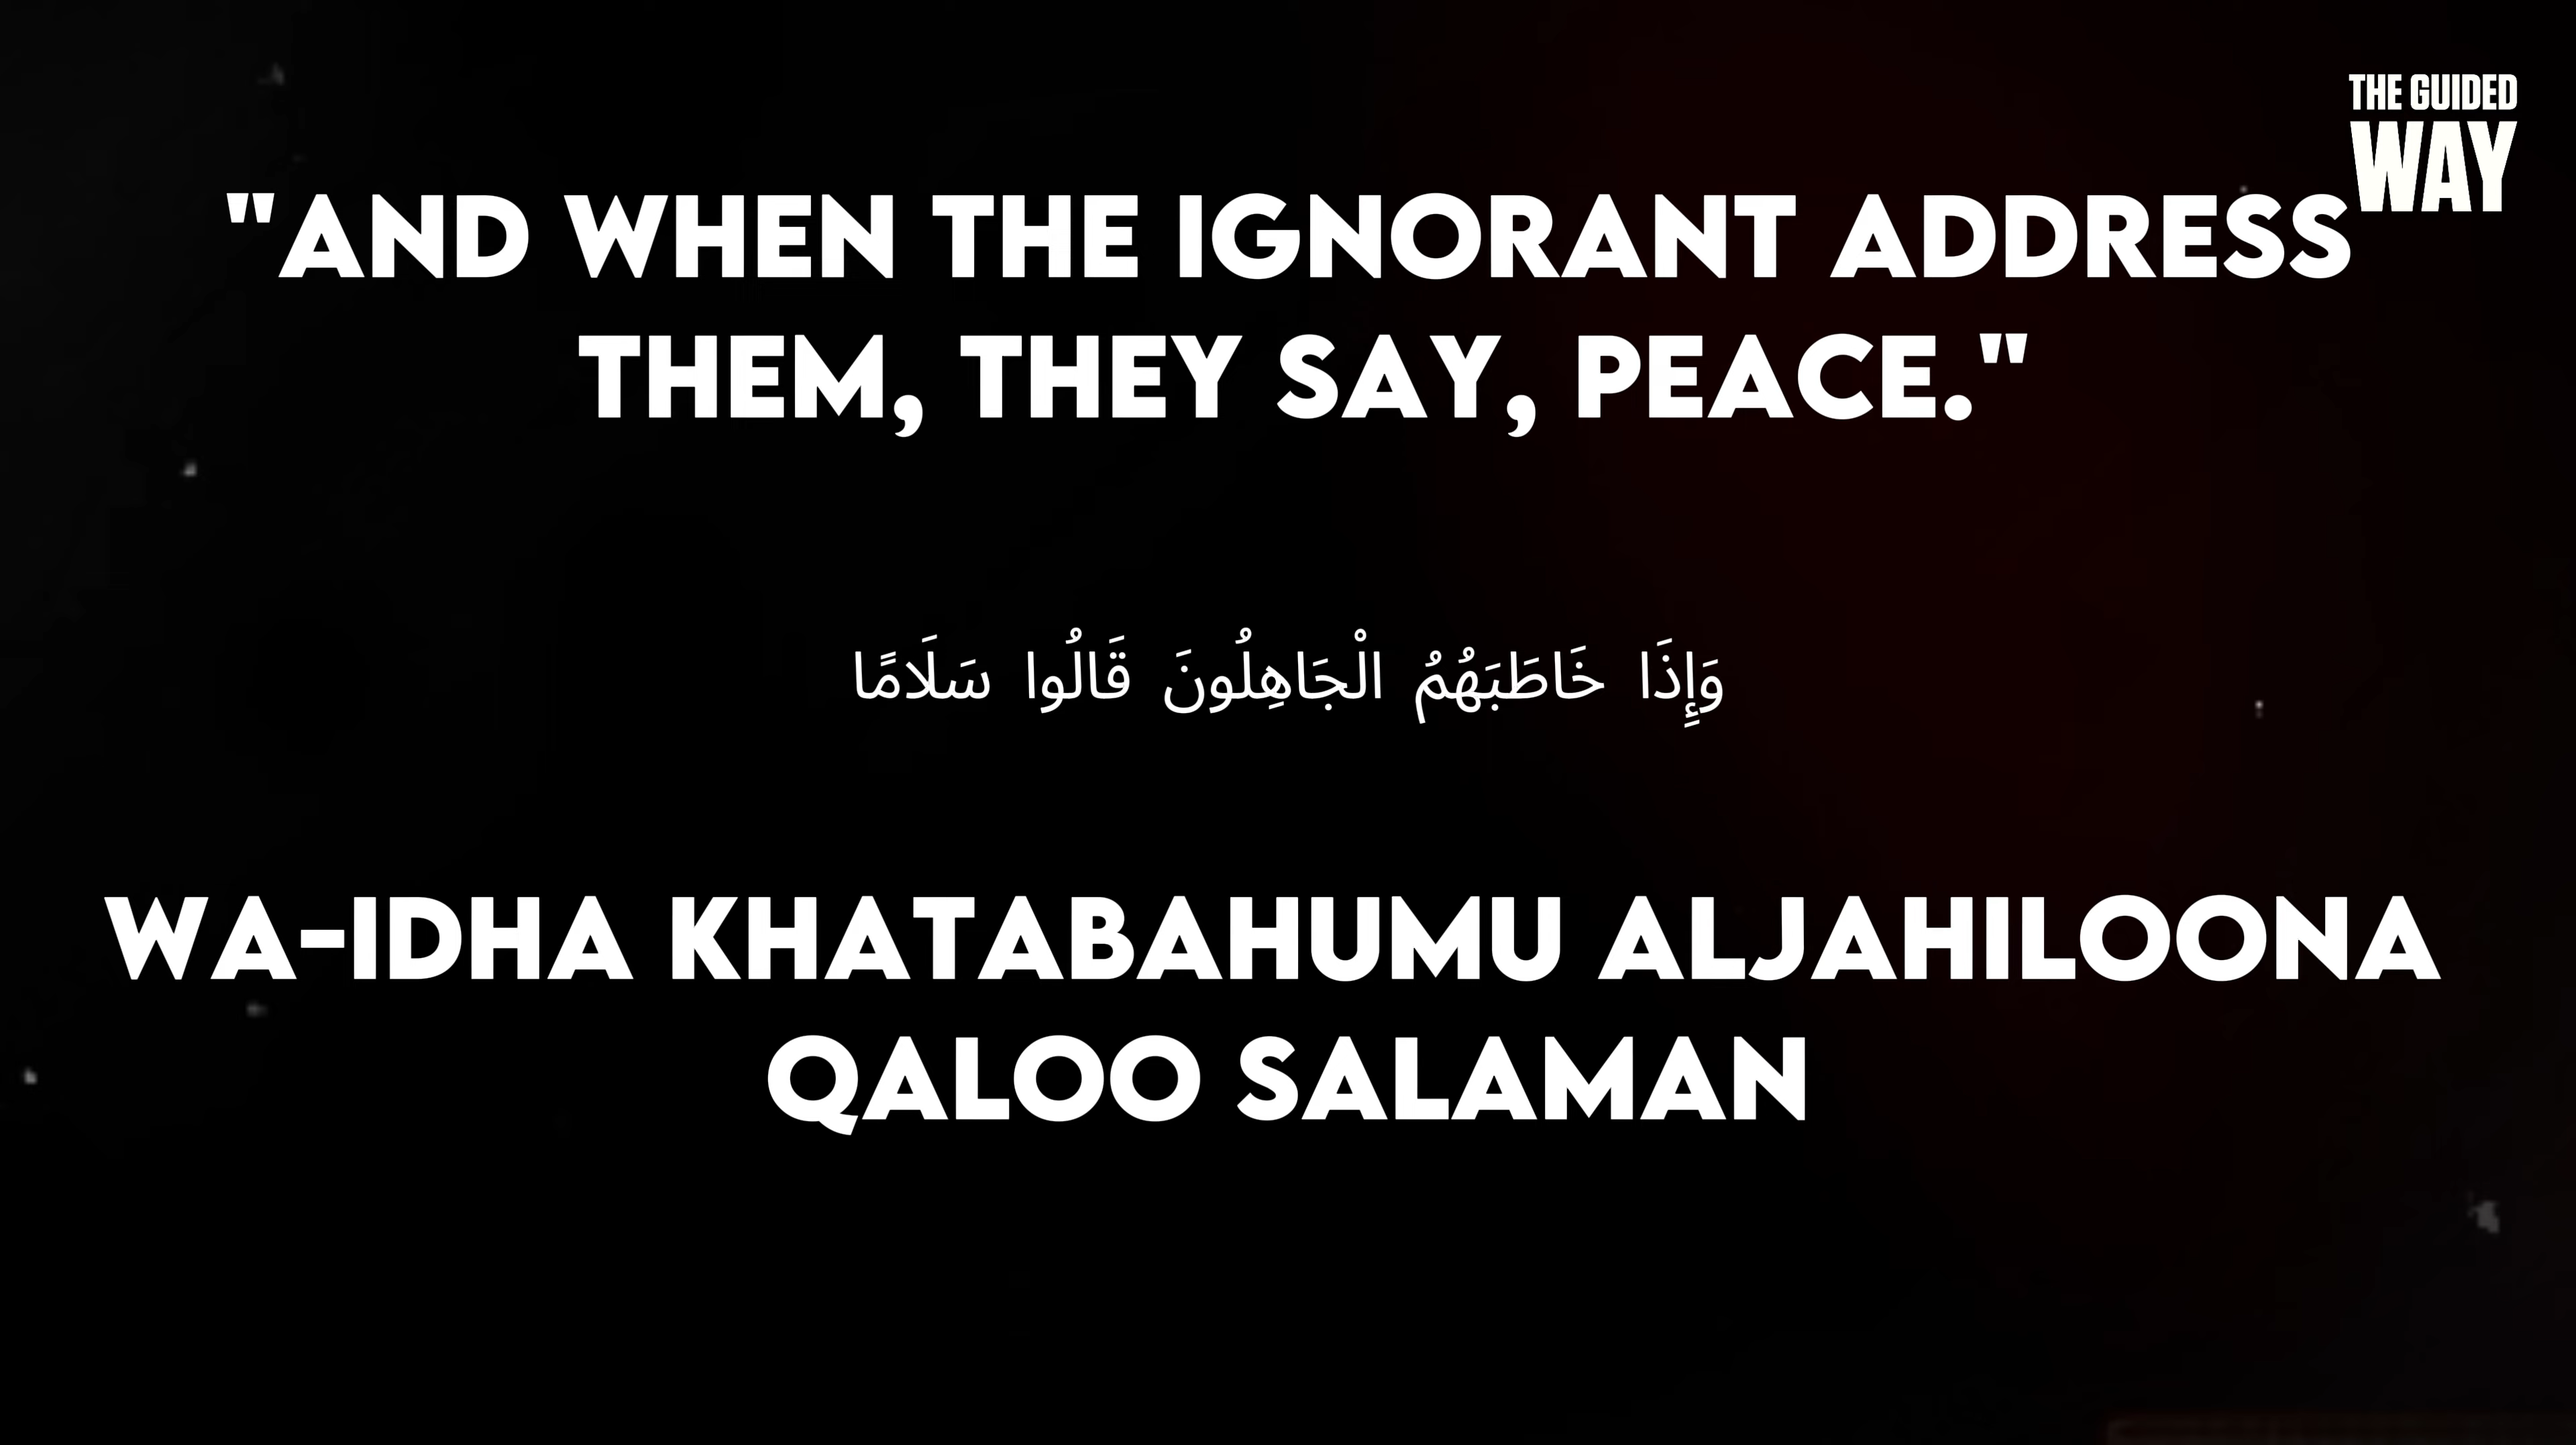 THE GUIDED
WAY
"AND WHEN THE IGNORANT ADDRESS
THEM, THEY SAY, PEACE."
وَإِذَا خَاطَبَهُمُ الْجَاهِلُونَ قَالُوا سَلَامًا
WA-IDHA KHATABAHUMU ALJAHILOONA
QALOO SALAMAN